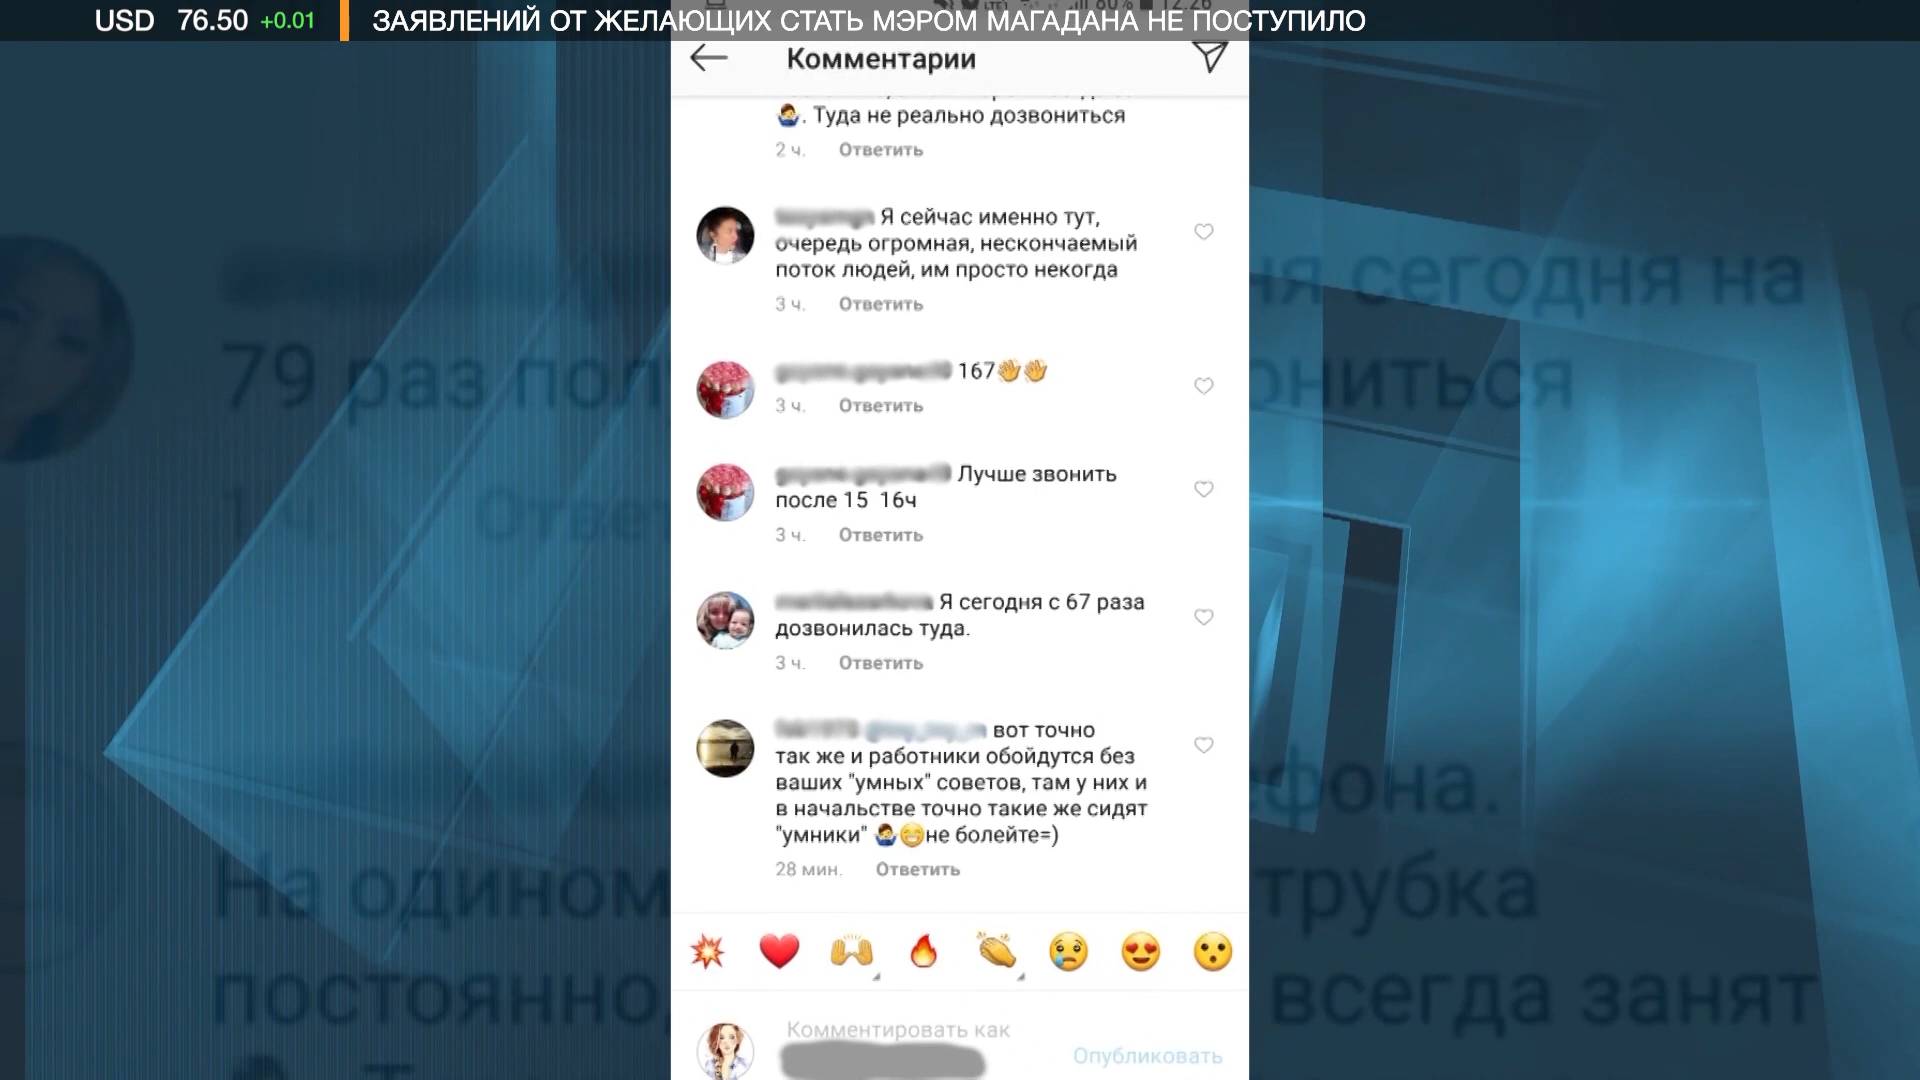 USD 76.50 +0.01 ЗАЯВЛЕНИЙ ОТ ЖЕЛАЮЩИХ СТАТЬ МЭРОМ МАГАДАНА НЕ ПОСТУПИЛО
80% 12:26
Комментарии
🤷‍♂️. Туда не реально дозвониться
2 ч. Ответить
Я сейчас именно тут,
очередь огромная, нескончаемый
поток людей, им просто некогда
3 ч. Ответить
167👋👋
3 ч. Ответить
Лучше звонить
после 15 16ч
3 ч. Ответить
Я сегодня с 67 раза
дозвонилась туда.
3 ч. Ответить
вот точно
так же и работники обойдутся без
ваших "умных" советов, там у них и
в начальстве точно такие же сидят
"умники" 🤷‍♂️😁не болейте=)
28 мин. Ответить
Комментировать как
Опубликовать
сегодня на
79 раз
трубка
На одином
постоянно, всегда занят